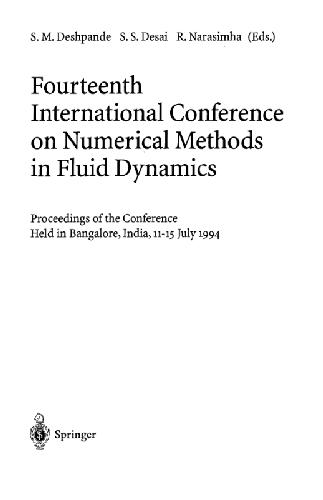 S. M. Deshpande S. S. Desai R. Narasimha (Eds.)
Fourteenth
International Conference
on Numerical Methods
in Fluid Dynamics
Proceedings of the Conference
Held in Bangalore, India, 11-15 July 1994
Springer